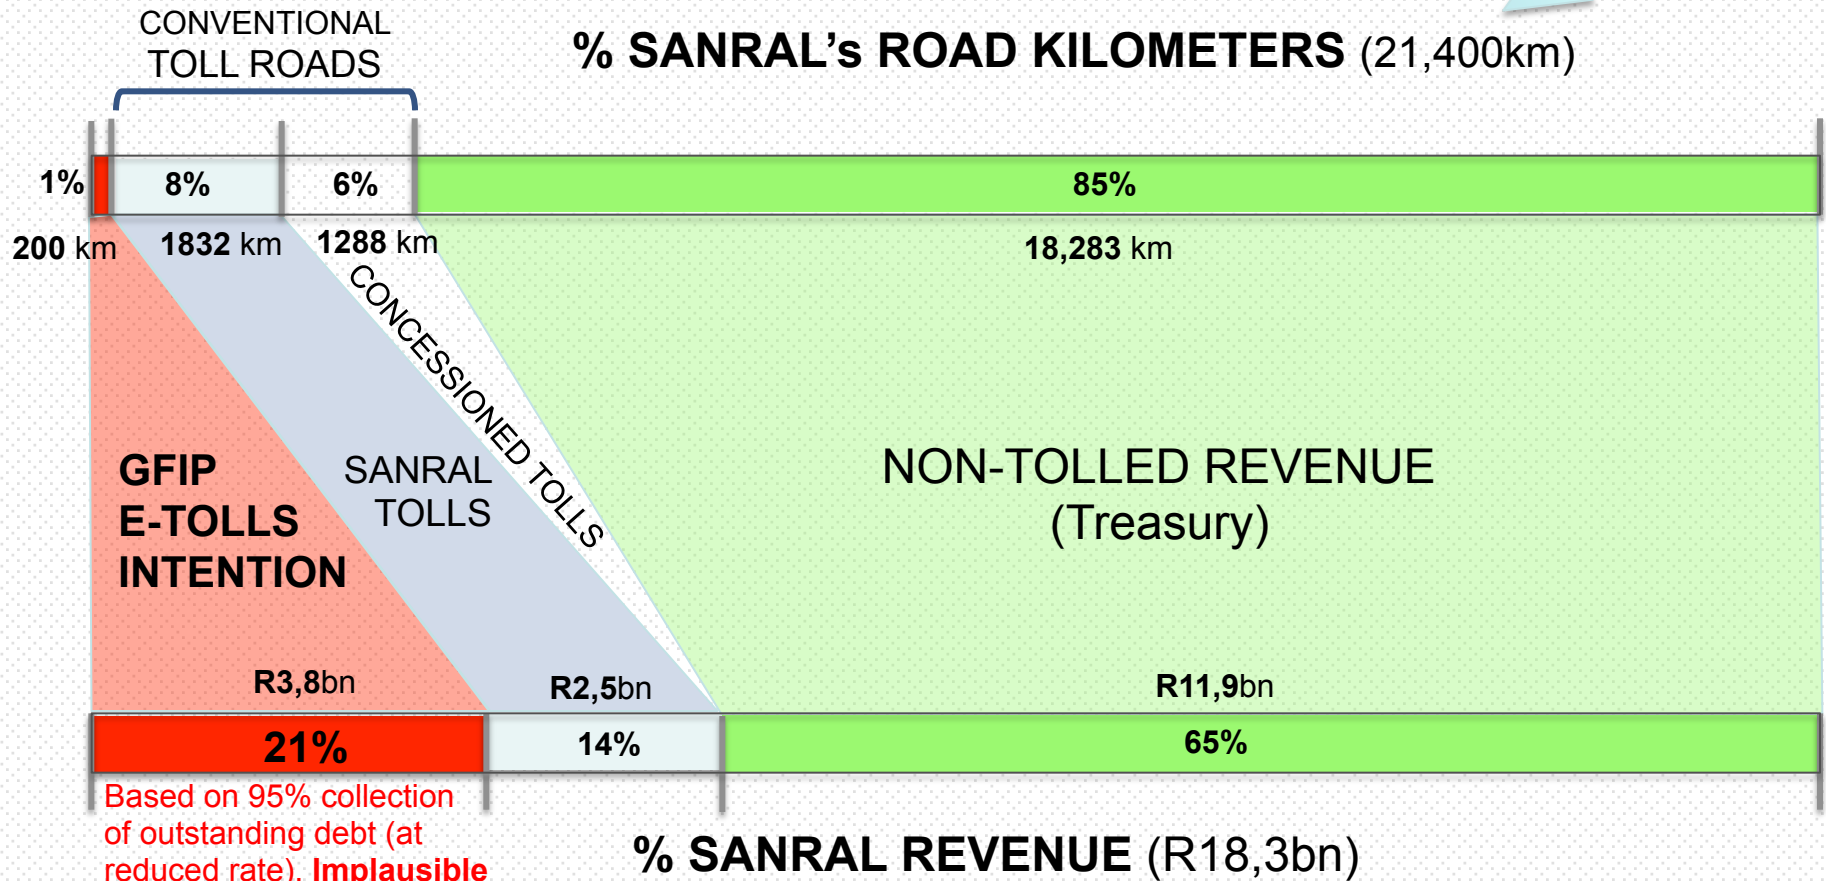 CONVENTIONAL
TOLL ROADS
% SANRAL's ROAD KILOMETERS (21,400km)
1%
8%
6%
85%
200 km
1832 km
1288 km
18,283 km
CONCESSIONED TOLLS
GFIP
E-TOLLS
INTENTION
SANRAL
TOLLS
NON-TOLLED REVENUE
(Treasury)
R3,8bn
R2,5bn
R11,9bn
21%
14%
65%
Based on 95% collection
of outstanding debt (at
reduced rate). Implausible
% SANRAL REVENUE (R18,3bn)